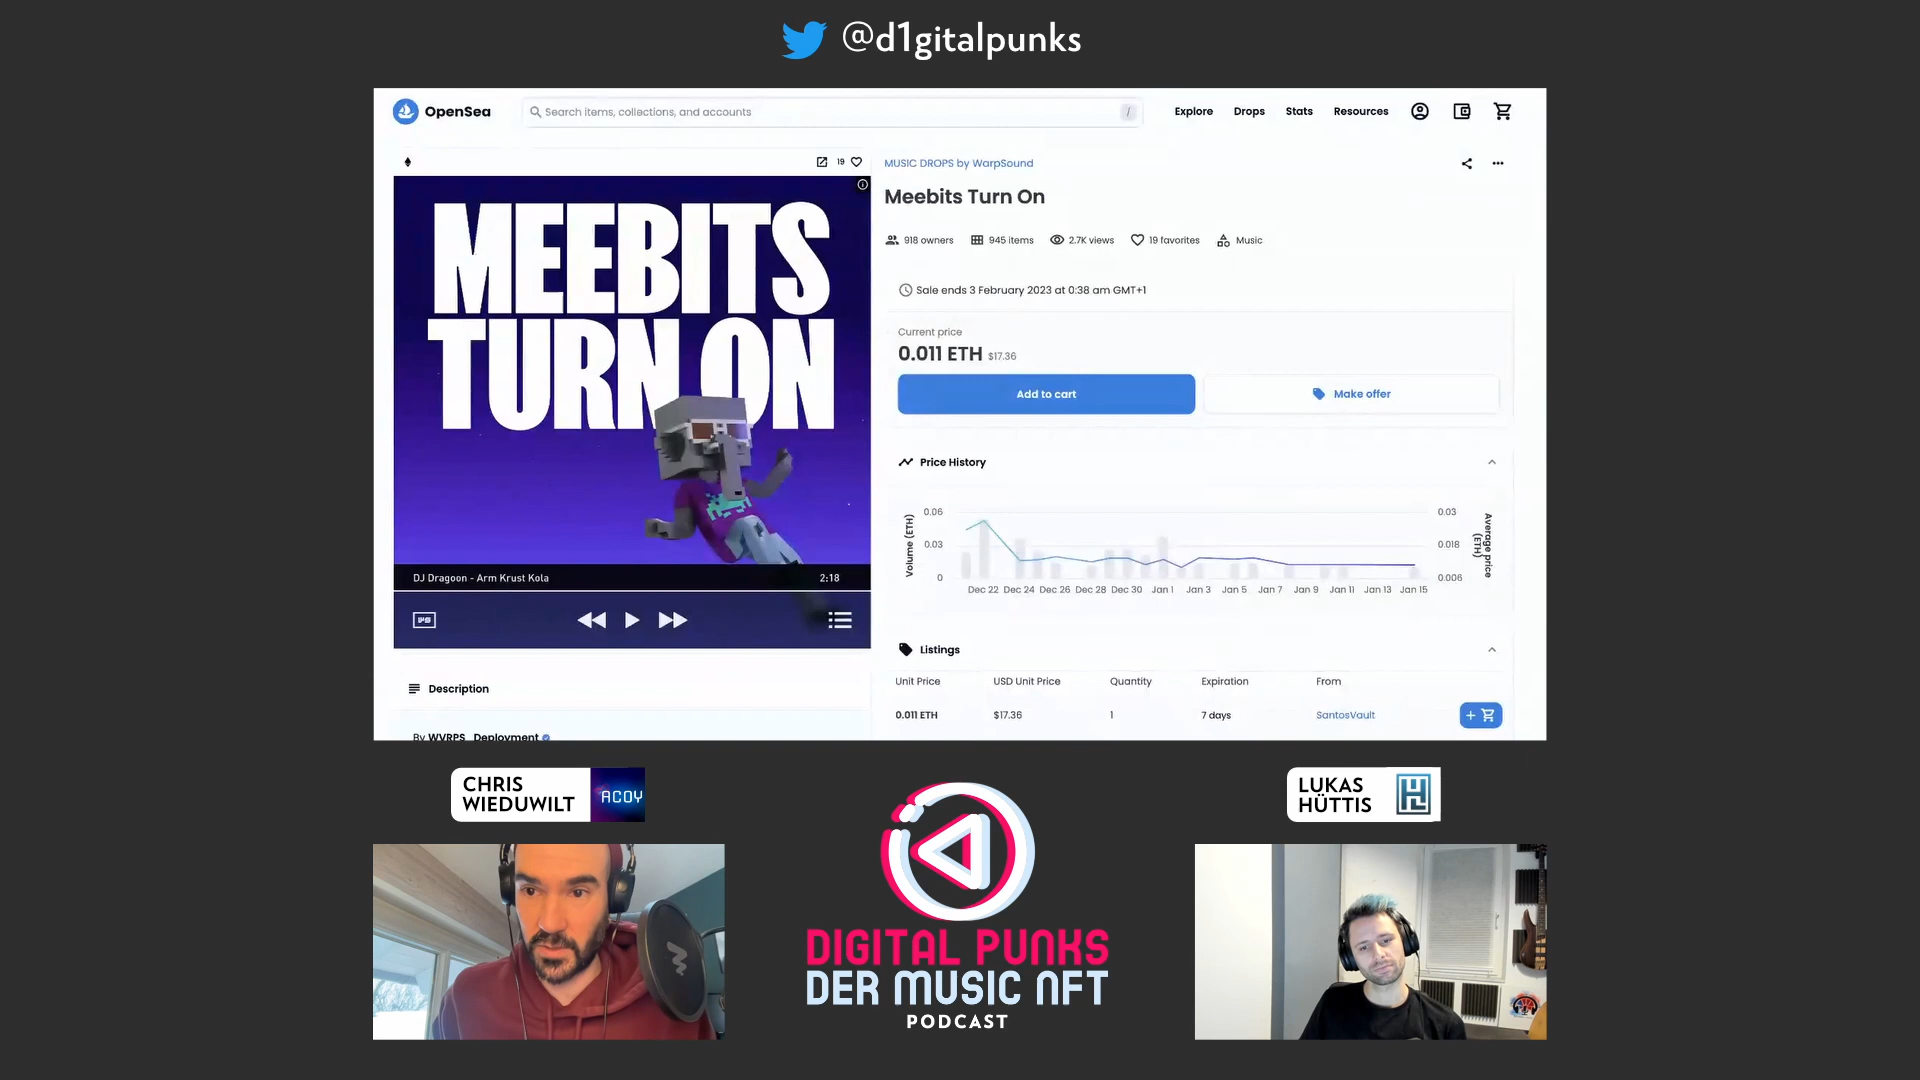 @d1gitalpunks
OpenSea
Search items, collections, and accounts
/
Explore
Drops
Stats
Resources
19
MEEBITS
TURN ON
DJ Dragoon - Arm Krust Kola
2:18
Description
By WVRPS_Deployment
MUSIC DROPS by WarpSound
Meebits Turn On
918 owners
945 items
2.7K views
19 favorites
Music
Sale ends 3 February 2023 at 0:38 am GMT+1
Current price
0.011 ETH $17.36
Add to cart
Make offer
Price History
Volume (ETH)
0.06
0.03
0
0.03
0.018
0.006
Average price
(ETH)
Dec 22 Dec 24 Dec 26 Dec 28 Dec 30 Jan 1 Jan 3 Jan 5 Jan 7 Jan 9 Jan 11 Jan 13 Jan 15
Listings
Unit Price USD Unit Price Quantity Expiration From
0.011 ETH $17.36 1 7 days SantosVault
CHRIS
WIEDUWILT
ACOY
LUKAS
HÜTTIS
DIGITAL PUNKS
DER MUSIC NFT
PODCAST